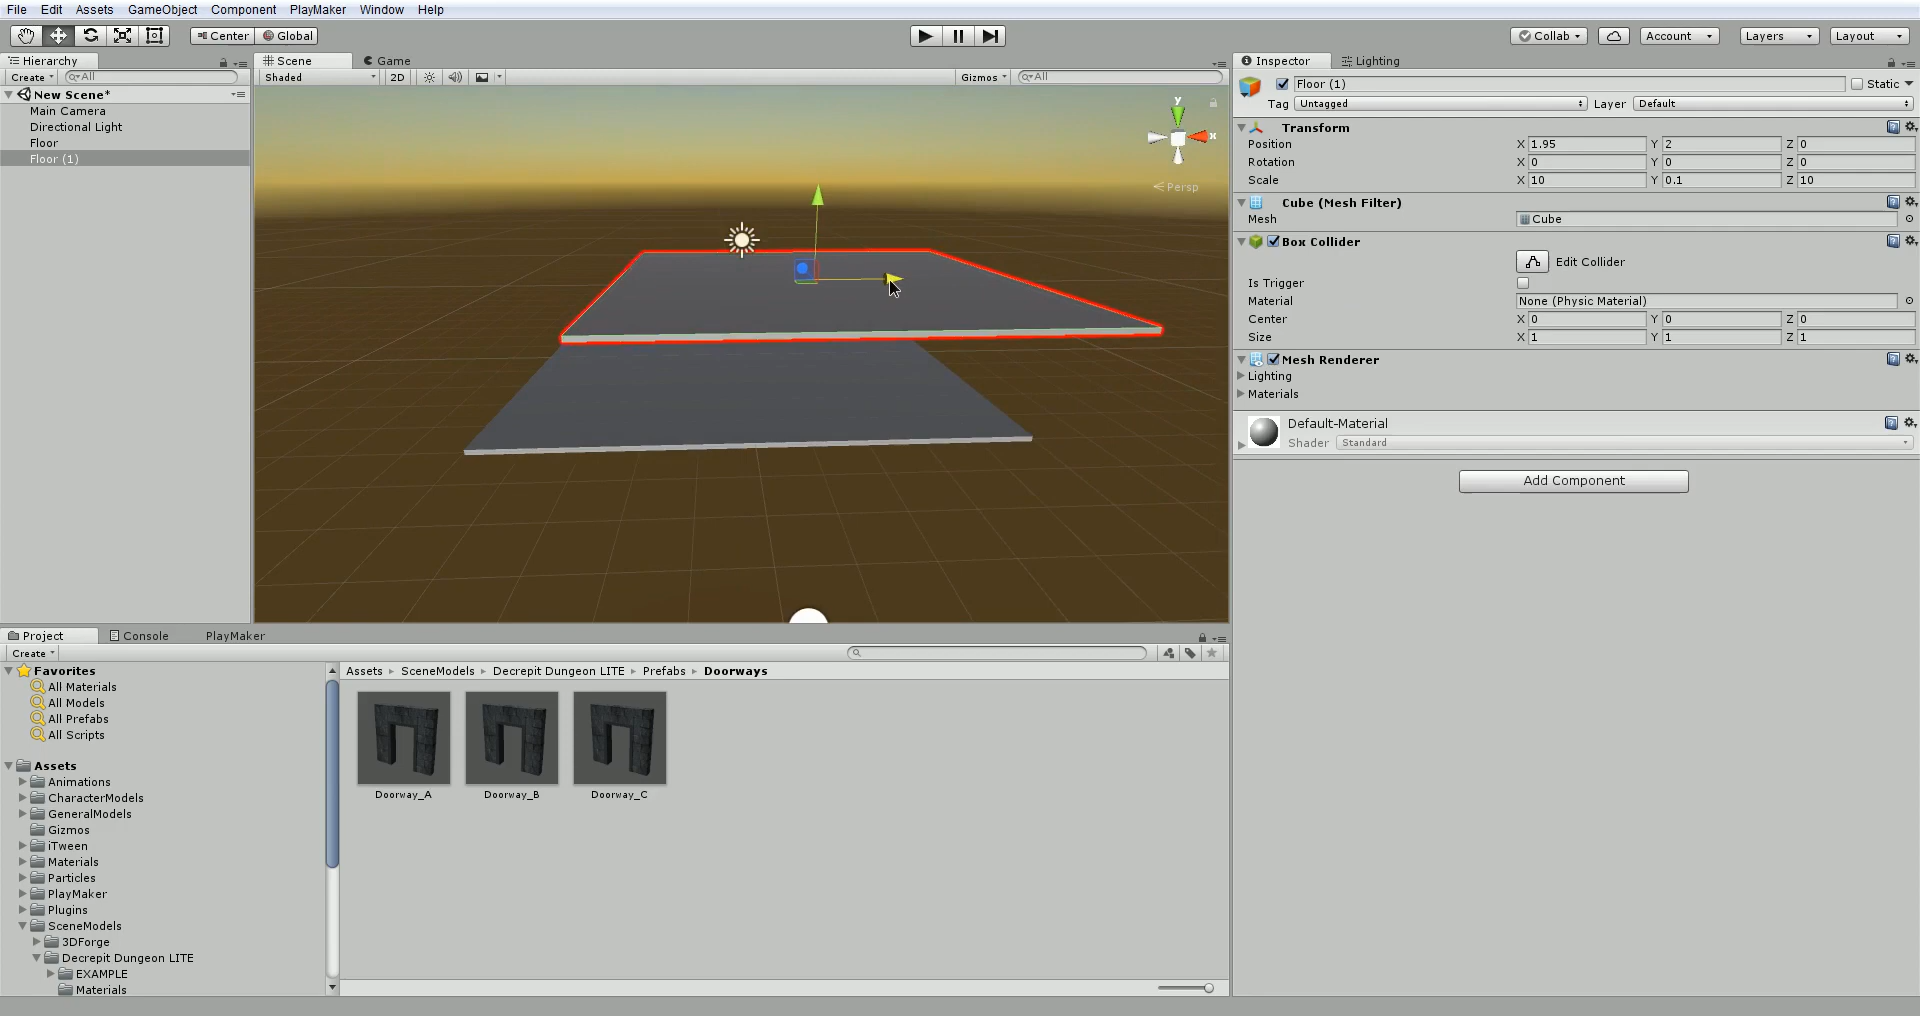 File Edit Assets GameObject Component PlayMaker Window Help
Center Global Collab Account Layers Layout
Hierarchy
Create All
New Scene*
Main Camera
Directional Light
Floor
Floor (1)
Scene Game
Shaded 2D Gizmos All
y
x
Persp
Inspector Lighting
Floor (1) Static
Tag Untagged Layer Default
Transform
Position X 1.95 Y 2 Z 0
Rotation X 0 Y 0 Z 0
Scale X 10 Y 0.1 Z 10
Cube (Mesh Filter)
Mesh Cube
Box Collider
Edit Collider
Is Trigger
Material None (Physic Material)
Center X 0 Y 0 Z 0
Size X 1 Y 1 Z 1
Mesh Renderer
Lighting
Materials
Default-Material
Shader Standard
Add Component
Project Console PlayMaker
Create
Favorites
All Materials
All Models
All Prefabs
All Scripts
Assets
Animations
CharacterModels
GeneralModels
Gizmos
iTween
Materials
Particles
PlayMaker
Plugins
SceneModels
3DForge
Decrepit Dungeon LITE
EXAMPLE
Materials
Assets SceneModels Decrepit Dungeon LITE Prefabs Doorways
Doorway_A Doorway_B Doorway_C